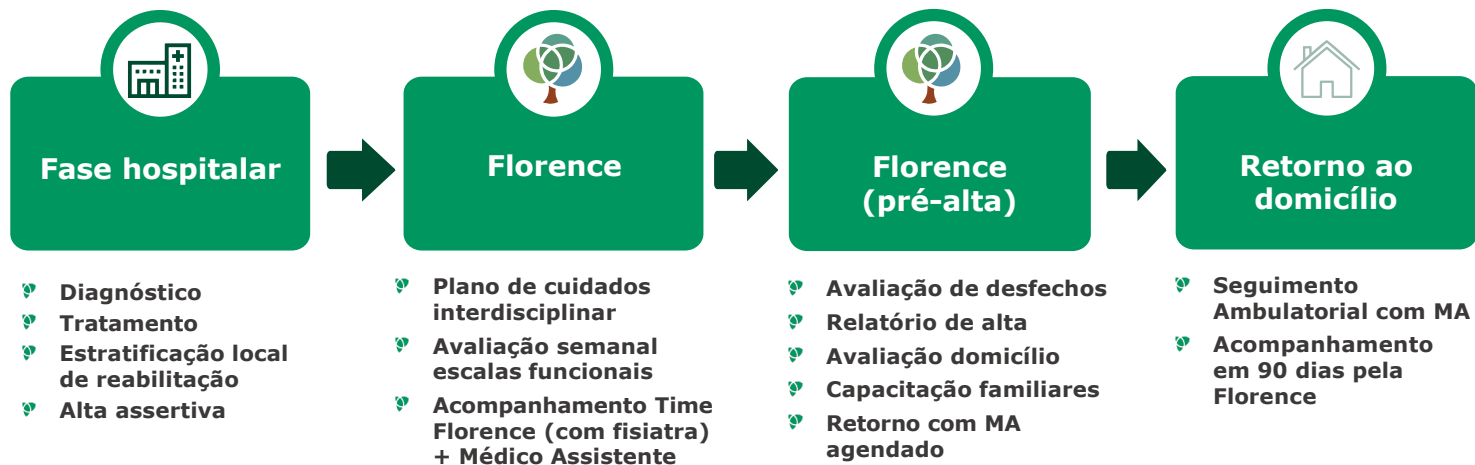 Fase hospitalar
Diagnóstico
Tratamento
Estratificação local
de reabilitação
Alta assertiva
Florence
Plano de cuidados
interdisciplinar
Avaliação semanal
escalas funcionais
Acompanhamento Time
Florence (com fisiatra)
+ Médico Assistente
Florence
(pré-alta)
Avaliação de desfechos
Relatório de alta
Avaliação domicílio
Capacitação familiares
Retorno com MA
agendado
Retorno ao
domicílio
Seguimento
Ambulatorial com MA
Acompanhamento
em 90 dias pela
Florence